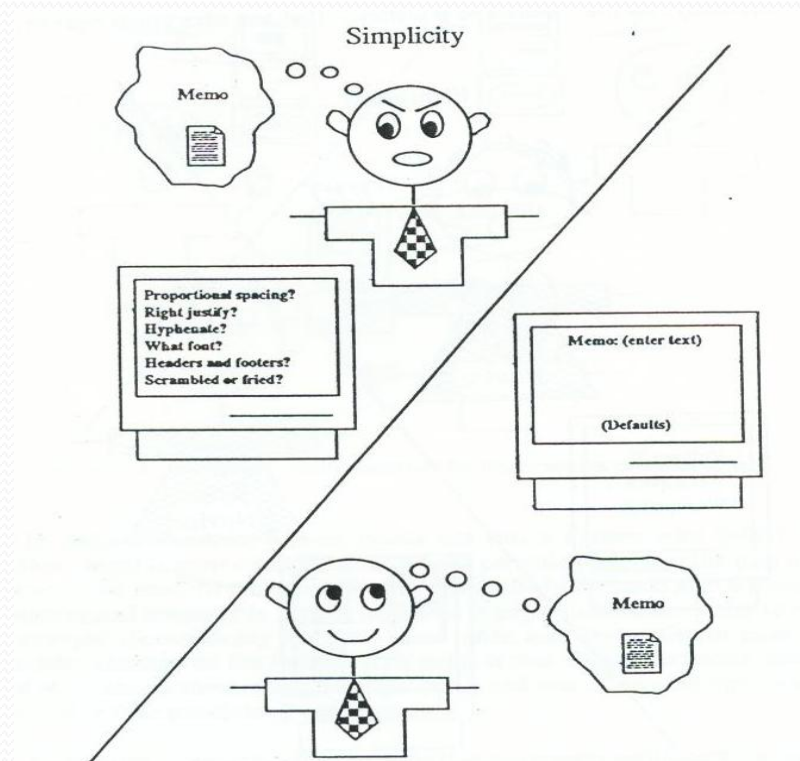 Simplicity
Memo
Proportional spacing?
Right justify?
Hyphenate?
What font?
Headers and footers?
Scrambled or fried?
Memo: (enter text)
(Defaults)
Memo